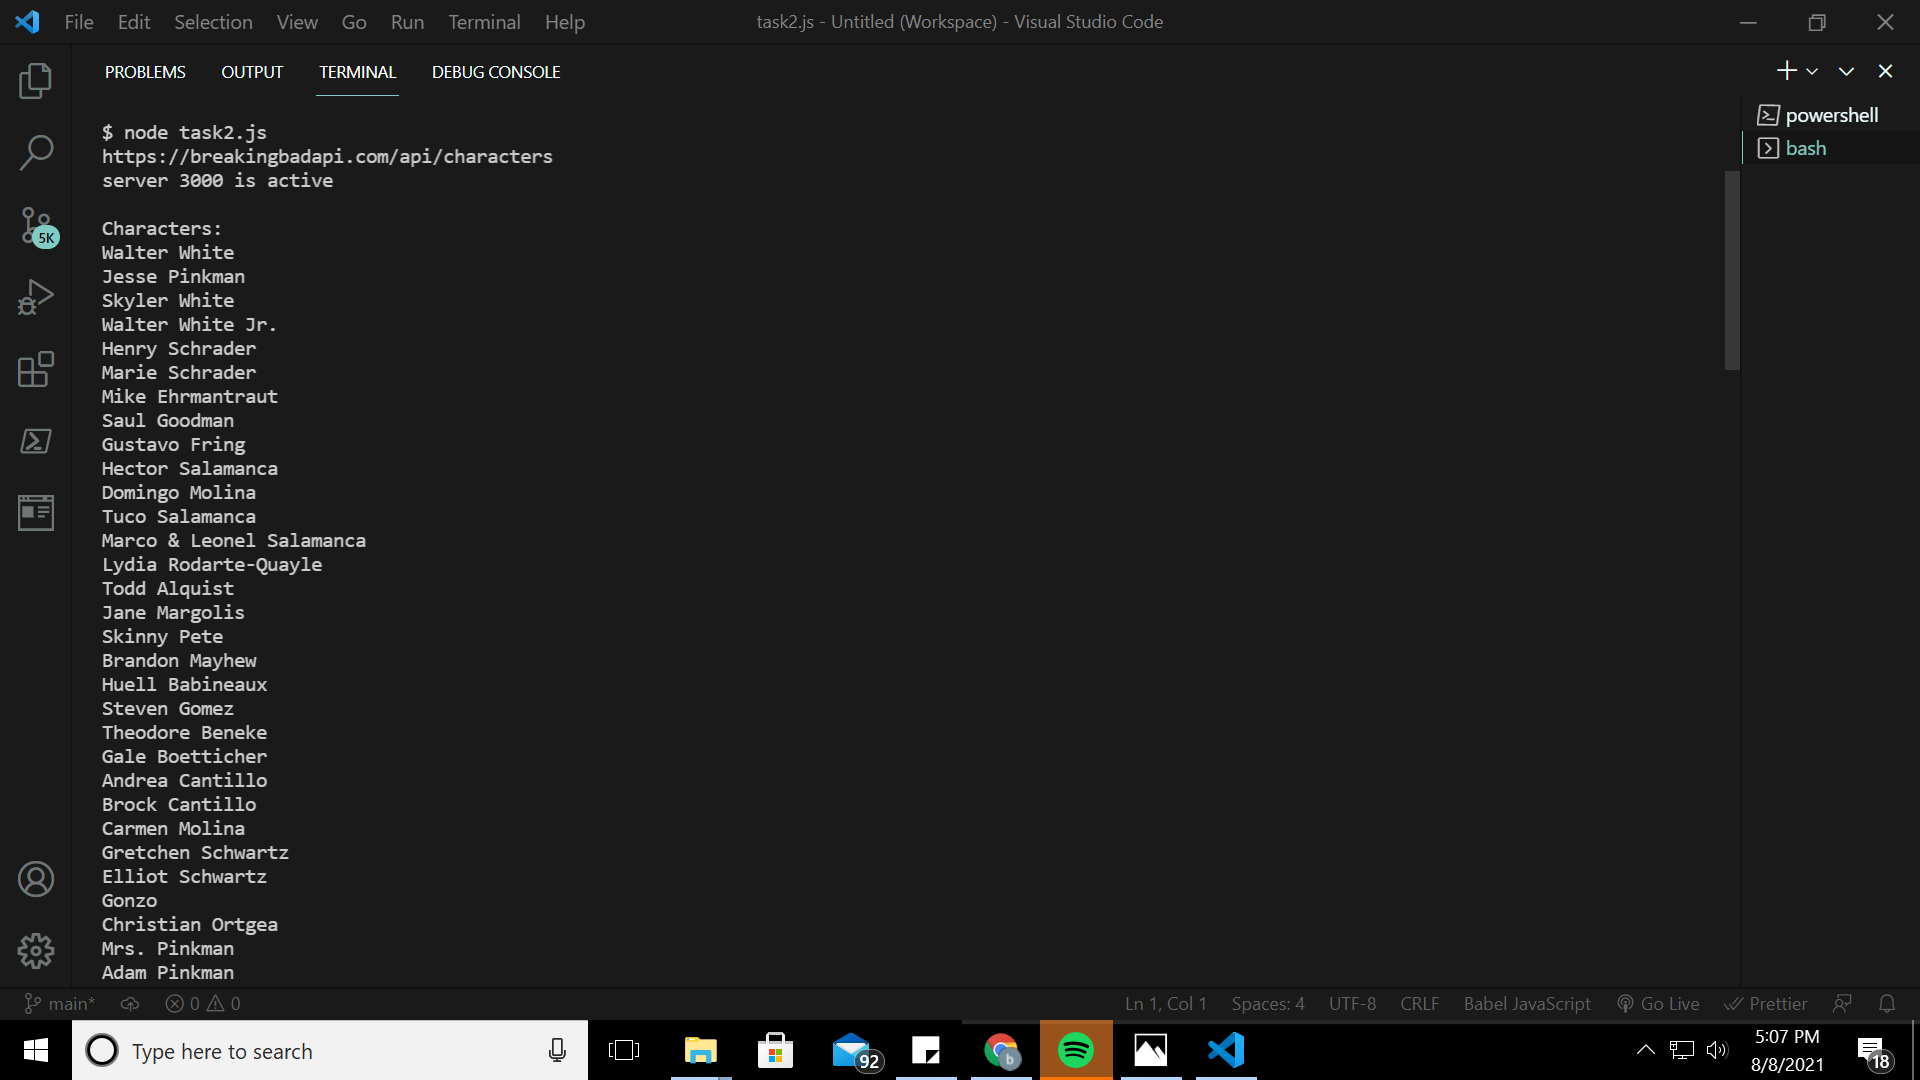 File Edit Selection View Go Run Terminal Help
task2.js - Untitled (Workspace) - Visual Studio Code
PROBLEMS OUTPUT TERMINAL DEBUG CONSOLE
powershell
bash
5K
$ node task2.js
https://breakingbadapi.com/api/characters
server 3000 is active
Characters:
Walter White
Jesse Pinkman
Skyler White
Walter White Jr.
Henry Schrader
Marie Schrader
Mike Ehrmantraut
Saul Goodman
Gustavo Fring
Hector Salamanca
Domingo Molina
Tuco Salamanca
Marco & Leonel Salamanca
Lydia Rodarte-Quayle
Todd Alquist
Jane Margolis
Skinny Pete
Brandon Mayhew
Huell Babineaux
Steven Gomez
Theodore Beneke
Gale Boetticher
Andrea Cantillo
Brock Cantillo
Carmen Molina
Gretchen Schwartz
Elliot Schwartz
Gonzo
Christian Ortgea
Mrs. Pinkman
Adam Pinkman
main* 0 0 Ln 1, Col 1 Spaces: 4 UTF-8 CRLF Babel JavaScript Go Live Prettier
Type here to search
92
b
5:07 PM
8/8/2021
18